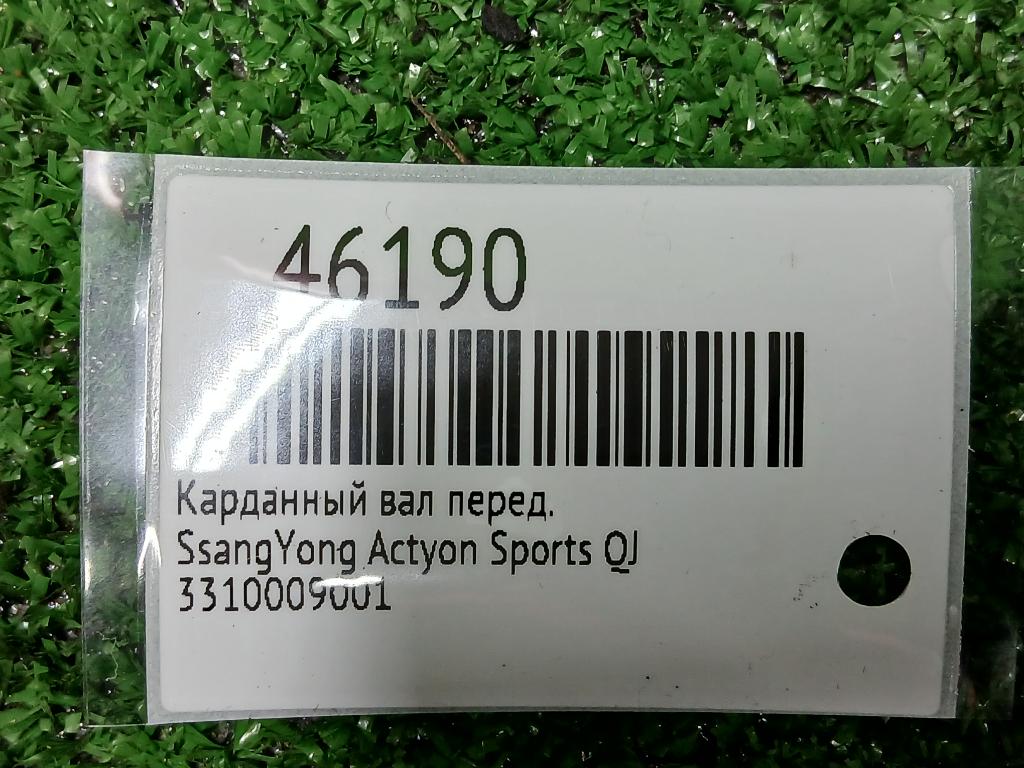 46190
Карданный вал перед.
SsangYong Actyon Sports QJ
3310009001